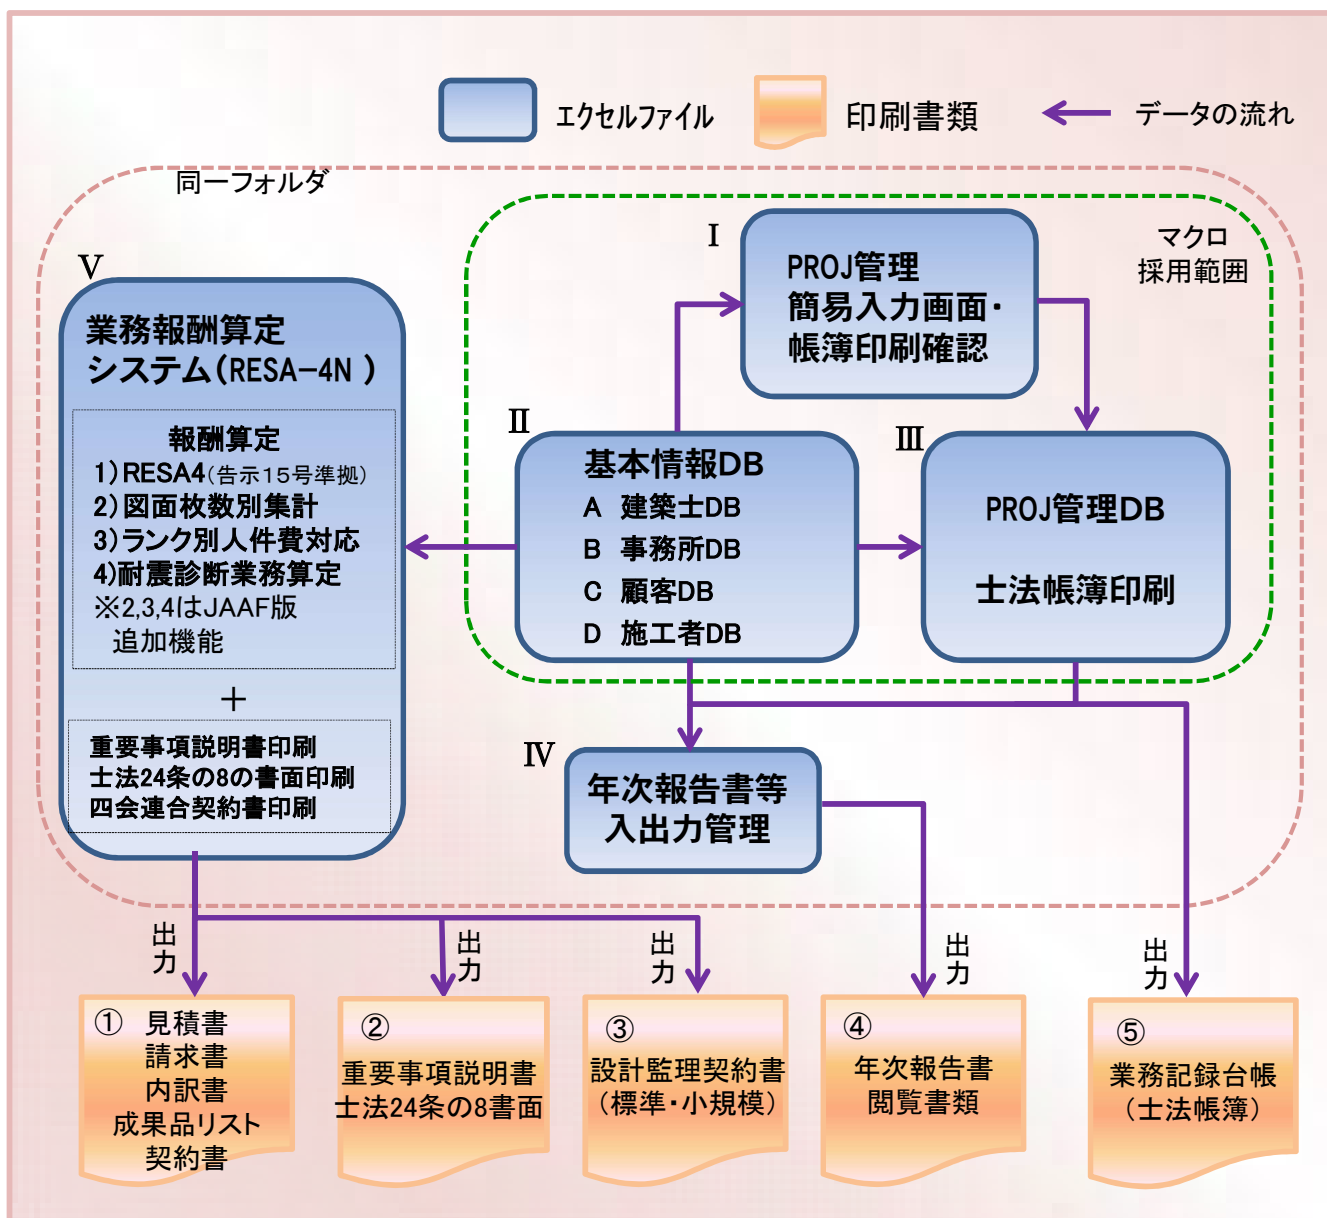 エクセルファイル
印刷書類
データの流れ
同一フォルダ
マクロ
採用範囲
Ⅰ
PROJ管理
簡易入力画面・
帳簿印刷確認
Ⅴ
業務報酬算定
システム(RESA-4N )
報酬算定
1)RESA4(告示15号準拠)
2)図面枚数別集計
3)ランク別人件費対応
4)耐震診断業務算定
※2,3,4はJAAF版
追加機能
+
重要事項説明書印刷
士法24条の8の書面印刷
四会連合契約書印刷
Ⅱ
基本情報DB
A 建築士DB
B 事務所DB
C 顧客DB
D 施工者DB
Ⅲ
PROJ管理DB
士法帳簿印刷
Ⅳ
年次報告書等
入出力管理
出力
出力
出力
出力
出力
① 見積書
請求書
内訳書
成果品リスト
契約書
②
重要事項説明書
士法24条の8書面
③
設計監理契約書
(標準・小規模)
④
年次報告書
閲覧書類
⑤
業務記録台帳
(士法帳簿)